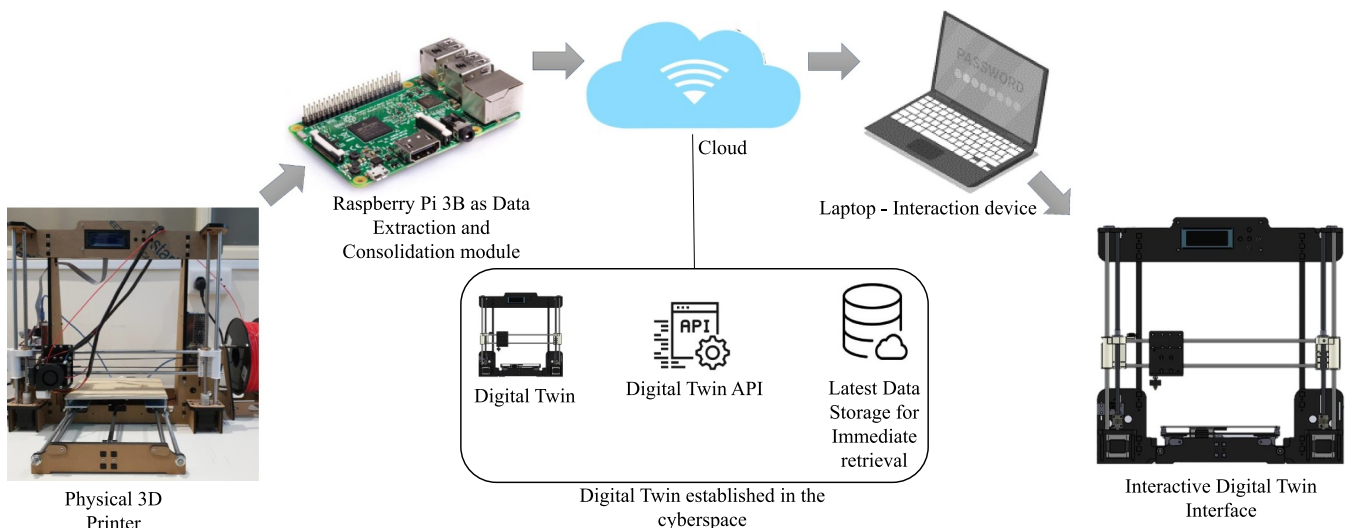 PASSWORD
Cloud
Raspberry Pi 3B as Data
Extraction and
Consolidation module
Laptop - Interaction device
API
Digital Twin
Digital Twin API
Latest Data
Storage for
Immediate
retrieval
Digital Twin established in the
cyberspace
Physical 3D
Printer
Interactive Digital Twin
Interface